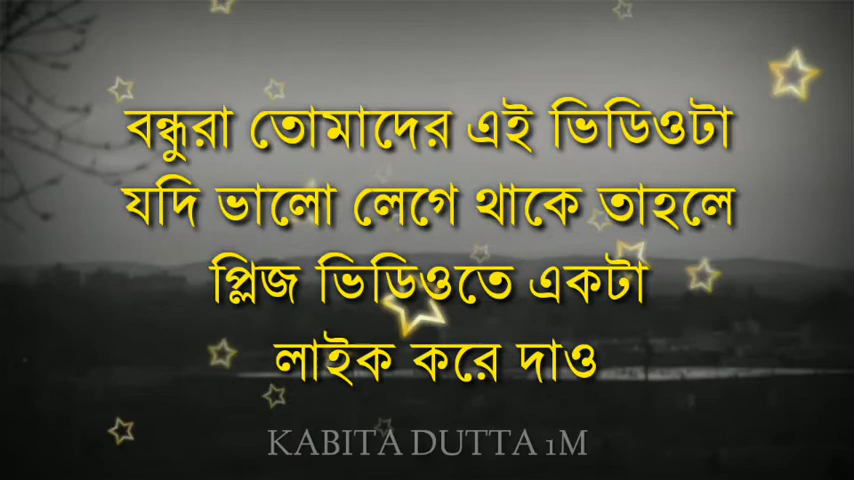 বন্ধুরা তোমাদের এই ভিডিওটা
যদি ভালো লেগে থাকে তাহলে
প্লিজ ভিডিওতে একটা
লাইক করে দাও
KABITA DUTTA 1M